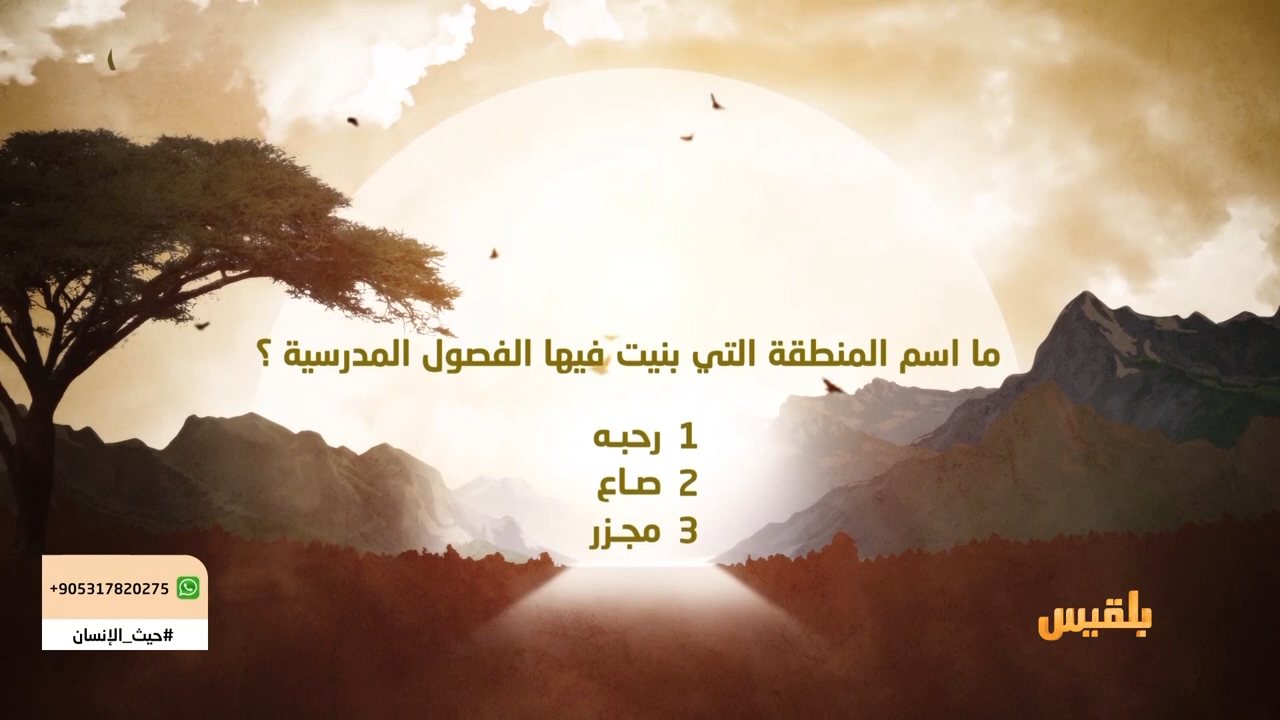 ما اسم المنطقة التي بنيت فيها الفصول المدرسية ؟
1 رحبه
2 صاع
3 مجزر
+905317820275
#حيث_الإنسان
بلقيس